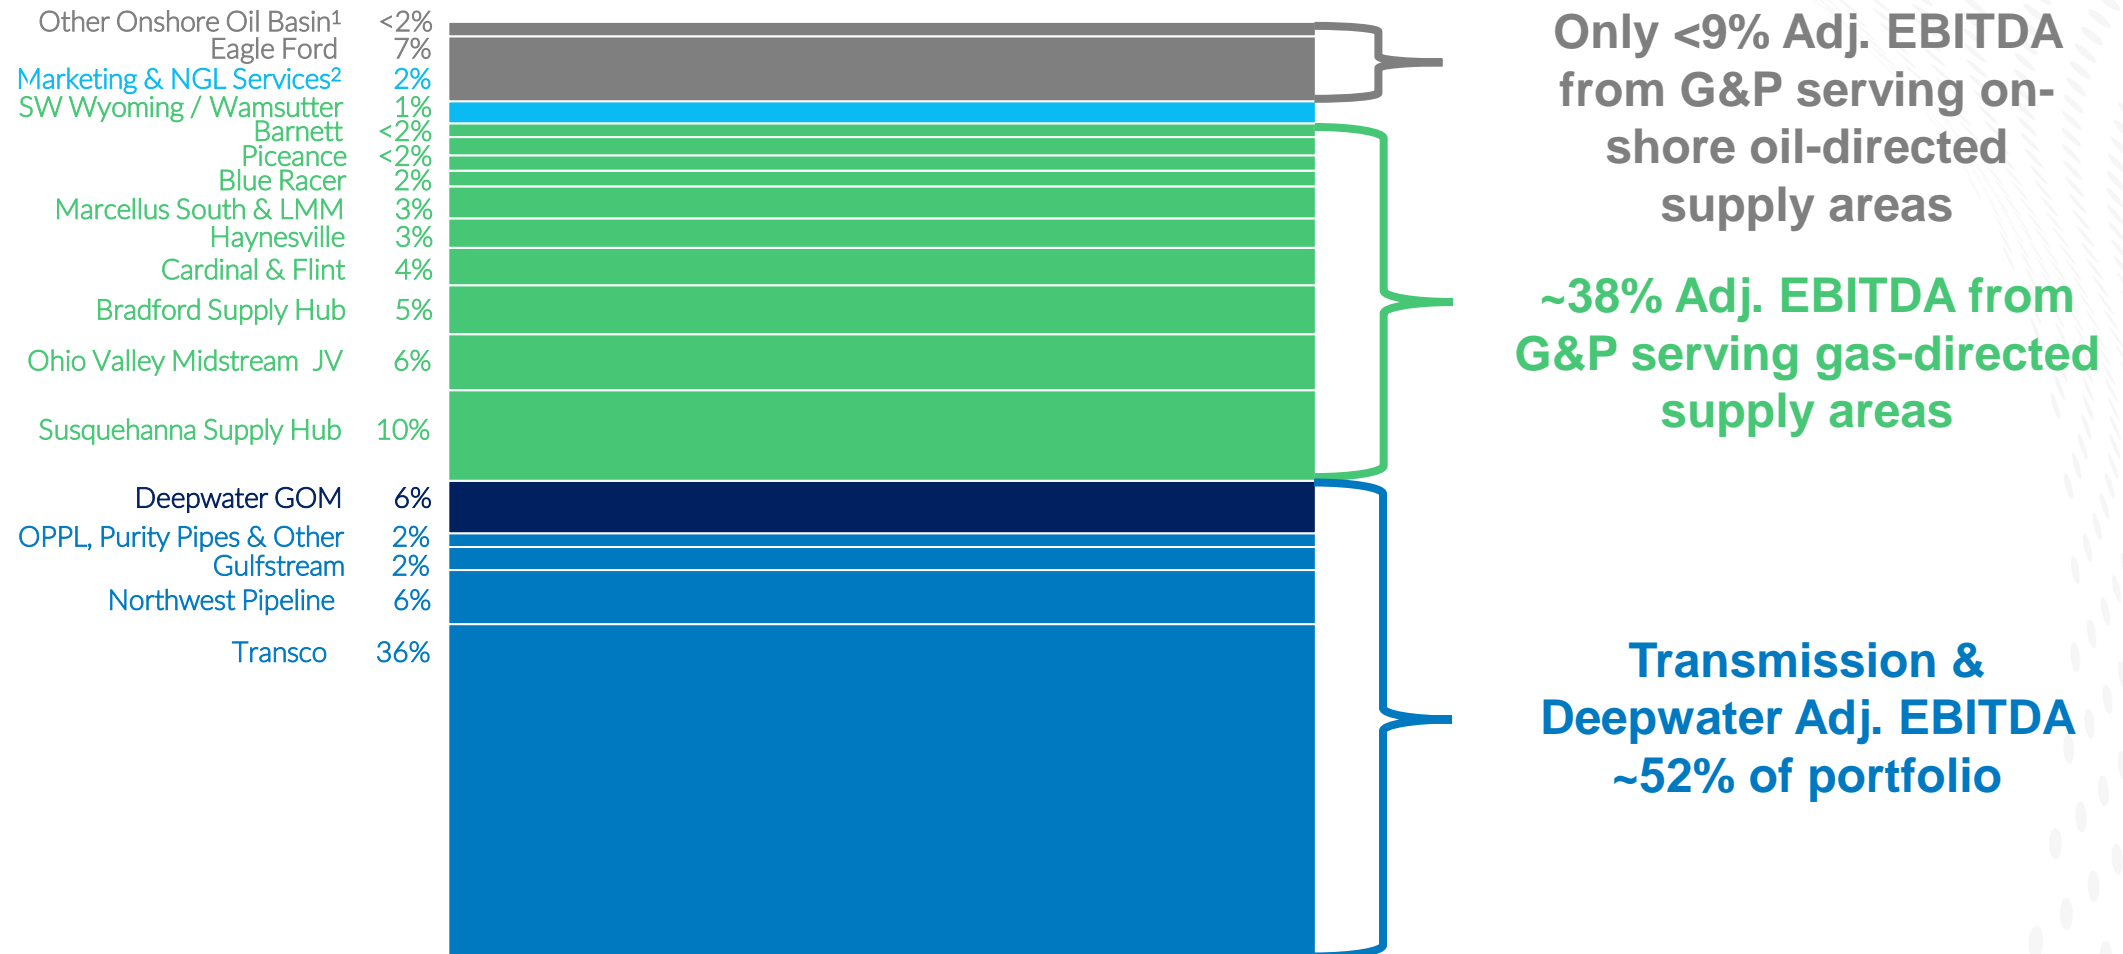 Other Onshore Oil Basin¹ <2%
Eagle Ford 7%
Marketing & NGL Services² 2%
SW Wyoming / Wamsutter 1%
Barnett <2%
Piceance <2%
Blue Racer 2%
Marcellus South & LMM 3%
Haynesville 3%
Cardinal & Flint 4%
Bradford Supply Hub 5%
Ohio Valley Midstream JV 6%
Susquehanna Supply Hub 10%
Deepwater GOM 6%
OPPL, Purity Pipes & Other 2%
Gulfstream 2%
Northwest Pipeline 6%
Transco 36%
Only <9% Adj. EBITDA
from G&P serving on-
shore oil-directed
supply areas
~38% Adj. EBITDA from
G&P serving gas-directed
supply areas
Transmission &
Deepwater Adj. EBITDA
~52% of portfolio